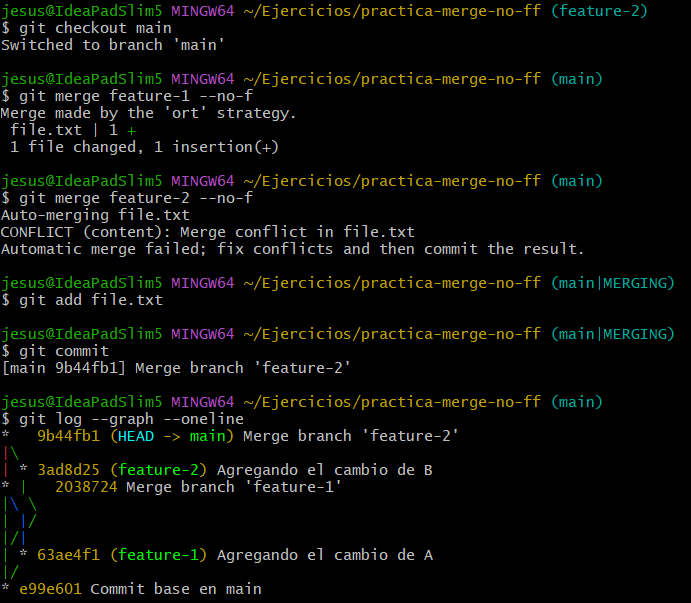 jesus@IdeaPadSlim5 MINGW64 ~/Ejercicios/practica-merge-no-ff (feature-2)
$ git checkout main
Switched to branch 'main'

jesus@IdeaPadSlim5 MINGW64 ~/Ejercicios/practica-merge-no-ff (main)
$ git merge feature-1 --no-f
Merge made by the 'ort' strategy.
 file.txt | 1 +
 1 file changed, 1 insertion(+)

jesus@IdeaPadSlim5 MINGW64 ~/Ejercicios/practica-merge-no-ff (main)
$ git merge feature-2 --no-f
Auto-merging file.txt
CONFLICT (content): Merge conflict in file.txt
Automatic merge failed; fix conflicts and then commit the result.

jesus@IdeaPadSlim5 MINGW64 ~/Ejercicios/practica-merge-no-ff (main|MERGING)
$ git add file.txt

jesus@IdeaPadSlim5 MINGW64 ~/Ejercicios/practica-merge-no-ff (main|MERGING)
$ git commit
[main 9b44fb1] Merge branch 'feature-2'

jesus@IdeaPadSlim5 MINGW64 ~/Ejercicios/practica-merge-no-ff (main)
$ git log --graph --oneline
*   9b44fb1 (HEAD -> main) Merge branch 'feature-2'
|\
| * 3ad8d25 (feature-2) Agregando el cambio de B
* |   2038724 Merge branch 'feature-1'
|\ \
| |/
|/|
| * 63ae4f1 (feature-1) Agregando el cambio de A
|/
* e99e601 Commit base en main